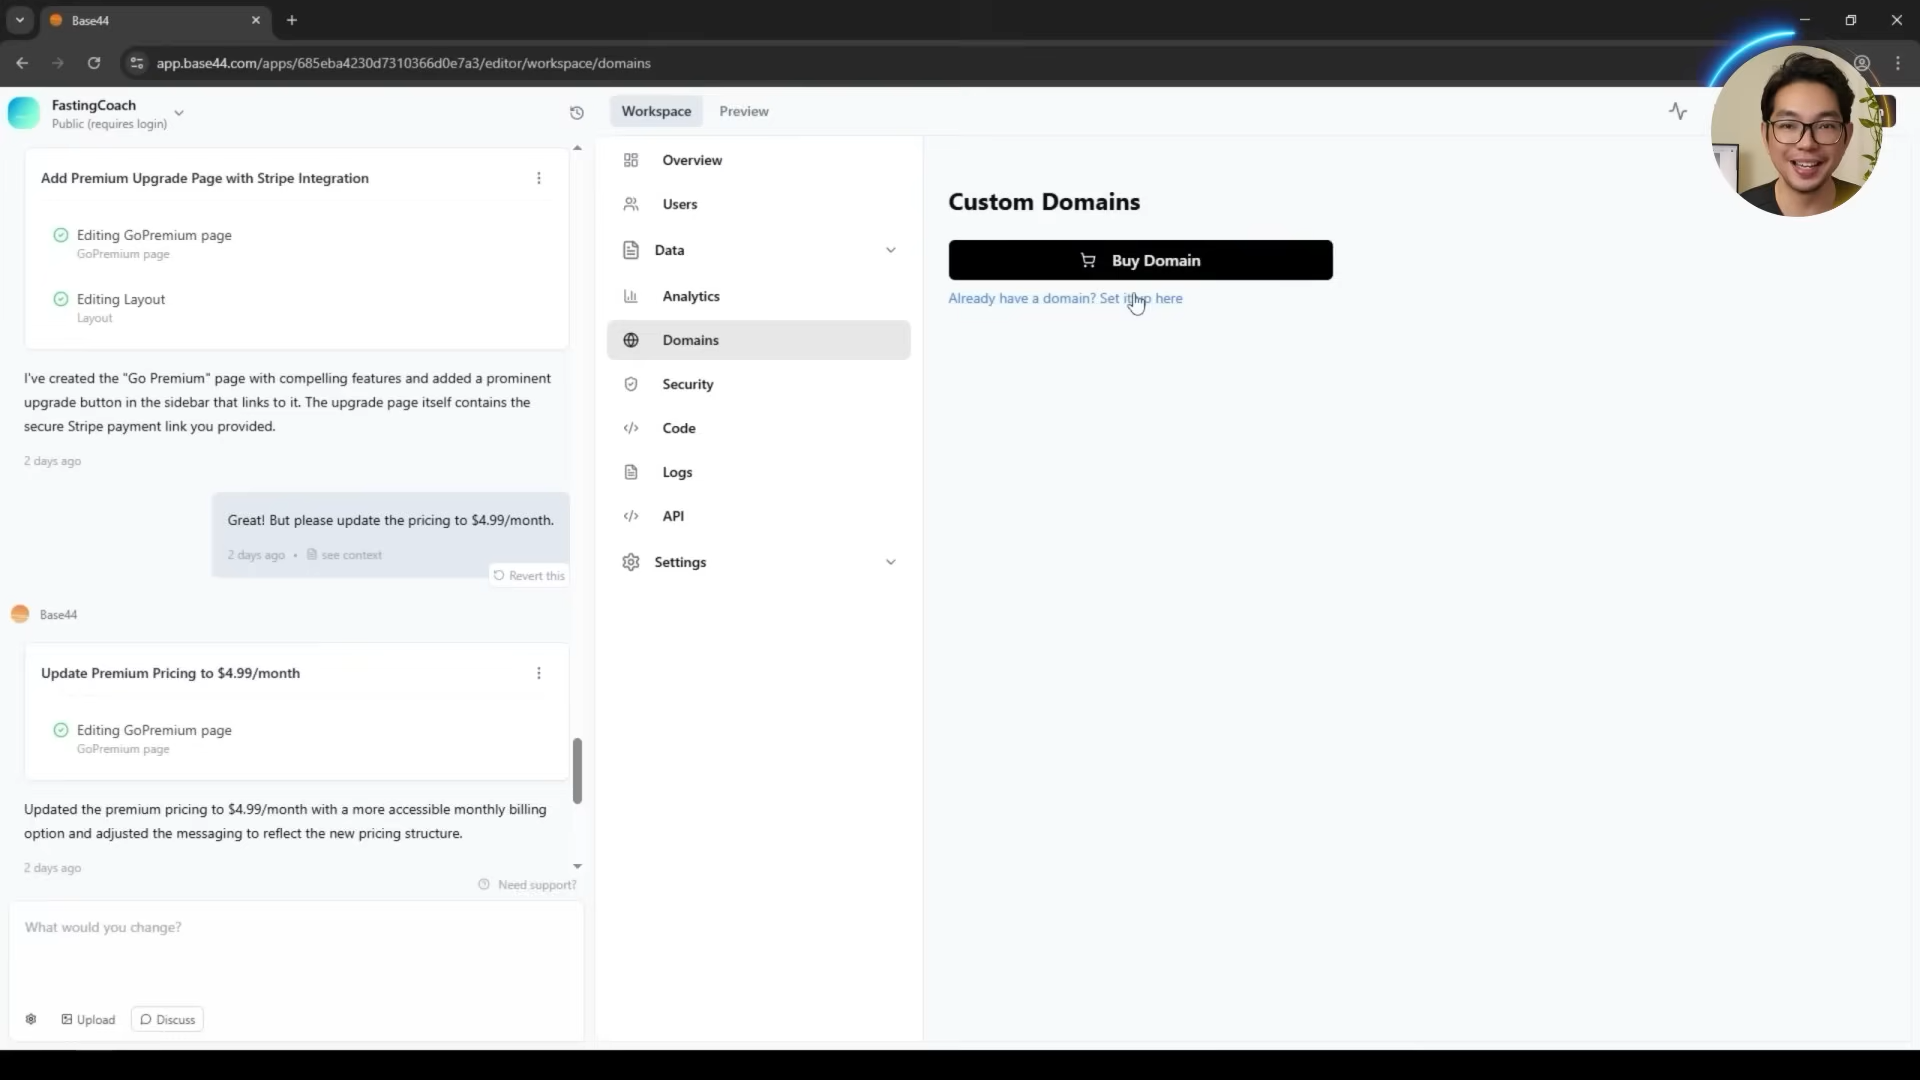 Base44
app.base44.com/apps/685eba4230d7310366d0e7a3/editor/workspace/domains
FastingCoach
Public (requires login)
Workspace
Preview
Add Premium Upgrade Page with Stripe Integration
Editing GoPremium page
GoPremium page
Editing Layout
Layout
I've created the "Go Premium" page with compelling features and added a prominent
upgrade button in the sidebar that links to it. The upgrade page itself contains the
secure Stripe payment link you provided.
2 days ago
Great! But please update the pricing to $4.99/month.
2 days ago • see context
Revert this
Base44
Update Premium Pricing to $4.99/month
Editing GoPremium page
GoPremium page
Updated the premium pricing to $4.99/month with a more accessible monthly billing
option and adjusted the messaging to reflect the new pricing structure.
2 days ago
Need support?
What would you change?
Upload
Discuss
Overview
Users
Data
Analytics
Domains
Security
Code
Logs
API
Settings
Custom Domains
Buy Domain
Already have a domain? Set it up here